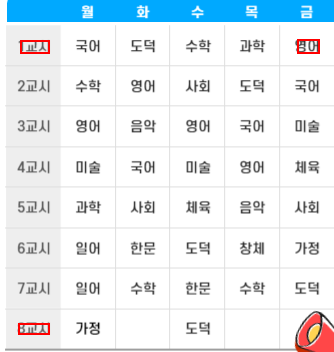 월 화 수 목 금
1교시 국어 도덕 수학 과학 영어
2교시 수학 영어 사회 도덕 국어
3교시 영어 음악 영어 국어 미술
4교시 미술 국어 미술 영어 체육
5교시 과학 사회 체육 음악 사회
6교시 일어 한문 도덕 창체 가정
7교시 일어 수학 한문 수학 도덕
8교시 가정 도덕